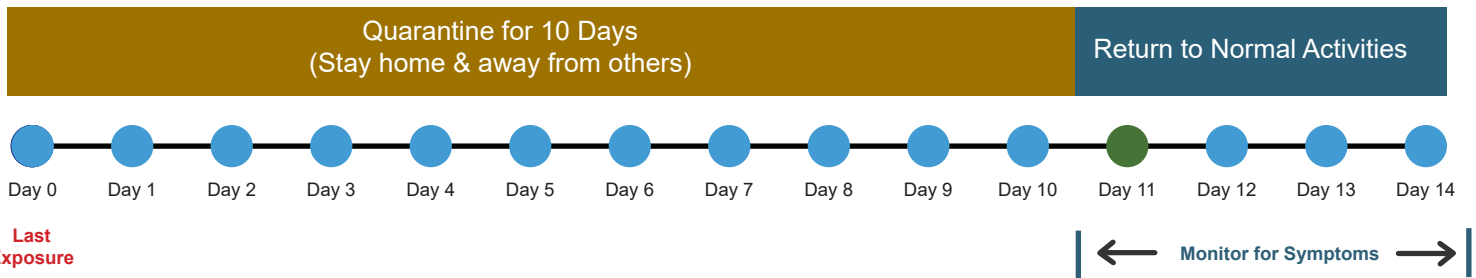 Quarantine for 10 Days
(Stay home & away from others)
Return to Normal Activities
Day 0 Day 1 Day 2 Day 3 Day 4 Day 5 Day 6 Day 7 Day 8 Day 9 Day 10 Day 11 Day 12 Day 13 Day 14
Last
Exposure
Monitor for Symptoms